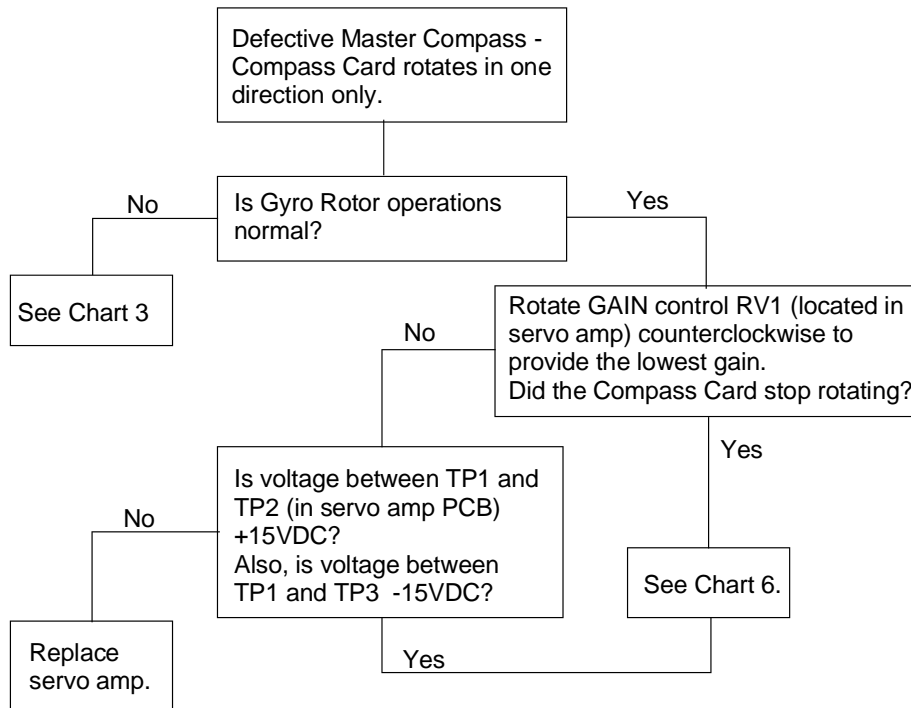 Defective Master Compass -
Compass Card rotates in one
direction only.
No
Is Gyro Rotor operations
normal?
Yes
See Chart 3
Rotate GAIN control RV1 (located in
servo amp) counterclockwise to
provide the lowest gain.
Did the Compass Card stop rotating?
No
Yes
Is voltage between TP1 and
TP2 (in servo amp PCB)
+15VDC?
Also, is voltage between
TP1 and TP3 -15VDC?
No
See Chart 6.
Replace
servo amp.
Yes